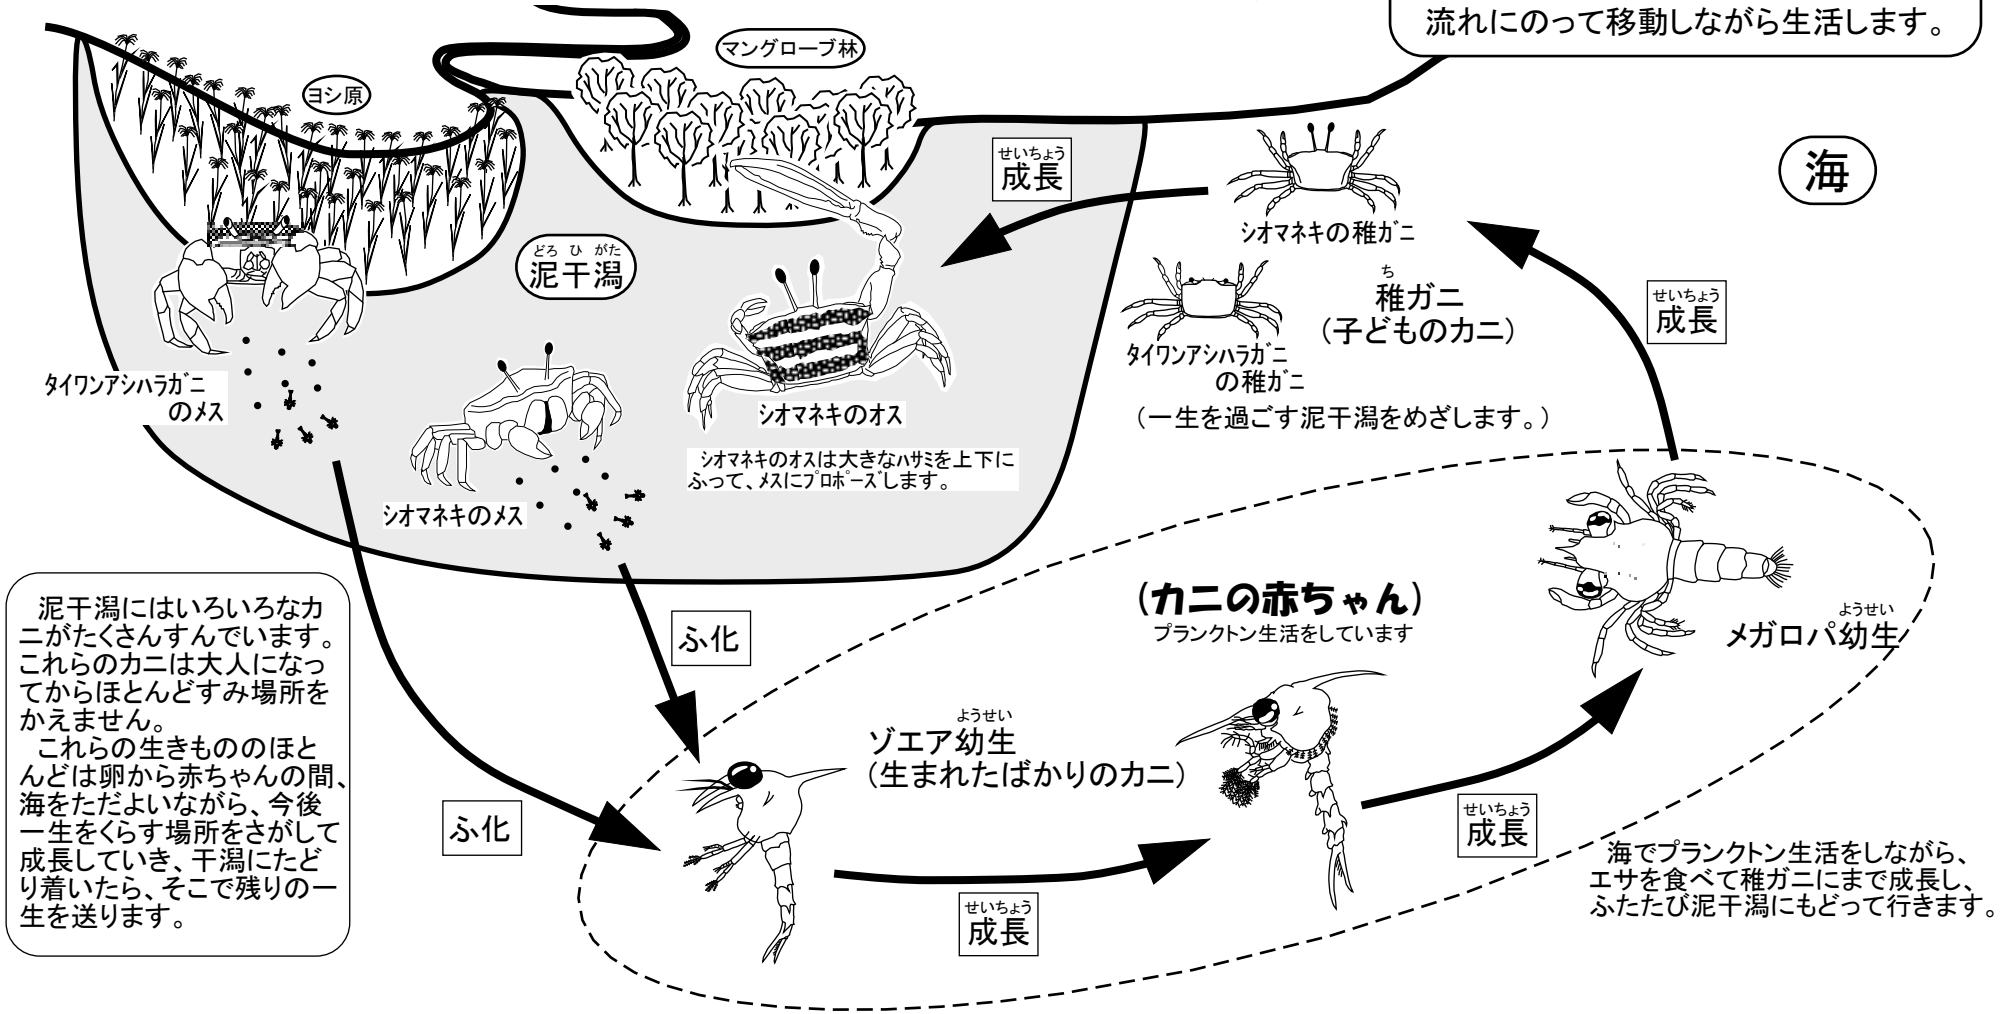 流れにのって移動しながら生活します。
マングローブ林
ヨシ原
海
せいちょう
成長
シオマネキの稚ガニ
どろ ひ がた
泥干潟
ち
稚ガニ
（子どものカニ）
せいちょう
成長
タイワンアシハラガニ
の稚ガニ
（一生を過ごす泥干潟をめざします。）
タイワンアシハラガニ
のメス
シオマネキのオス
シオマネキのオスは大きなハサミを上下に
ふって、メスにプロポーズします。
シオマネキのメス
泥干潟にはいろいろなカ
ニがたくさんすんでいます。
これらのカニは大人になっ
てからほとんどすみ場所を
かえません。
これらの生きもののほと
んどは卵から赤ちゃんの間、
海をただよいながら、今後
一生をくらす場所をさがして
成長していき、干潟にたど
り着いたら、そこで残りの一
生を送ります。
ふ化
（カニの赤ちゃん）
プランクトン生活をしています
ようせい
メガロパ幼生
ようせい
ゾエア幼生
（生まれたばかりのカニ）
ふ化
せいちょう
成長
せいちょう
成長
海でプランクトン生活をしながら、
エサを食べて稚ガニにまで成長し、
ふたたび泥干潟にもどって行きます。